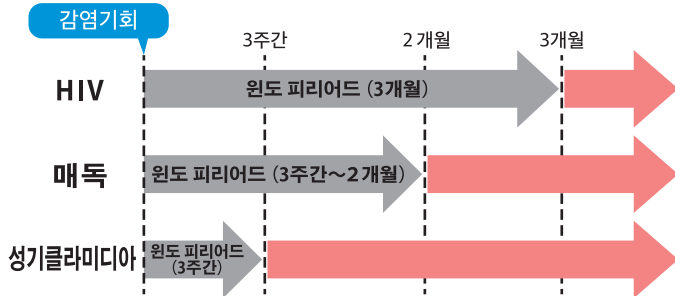 감염기회
3주간
2개월
3개월
HIV
윈도 피리어드 (3개월)
매독
윈도 피리어드 (3주간～2개월)
성기클라미디아
윈도 피리어드
(3주간)